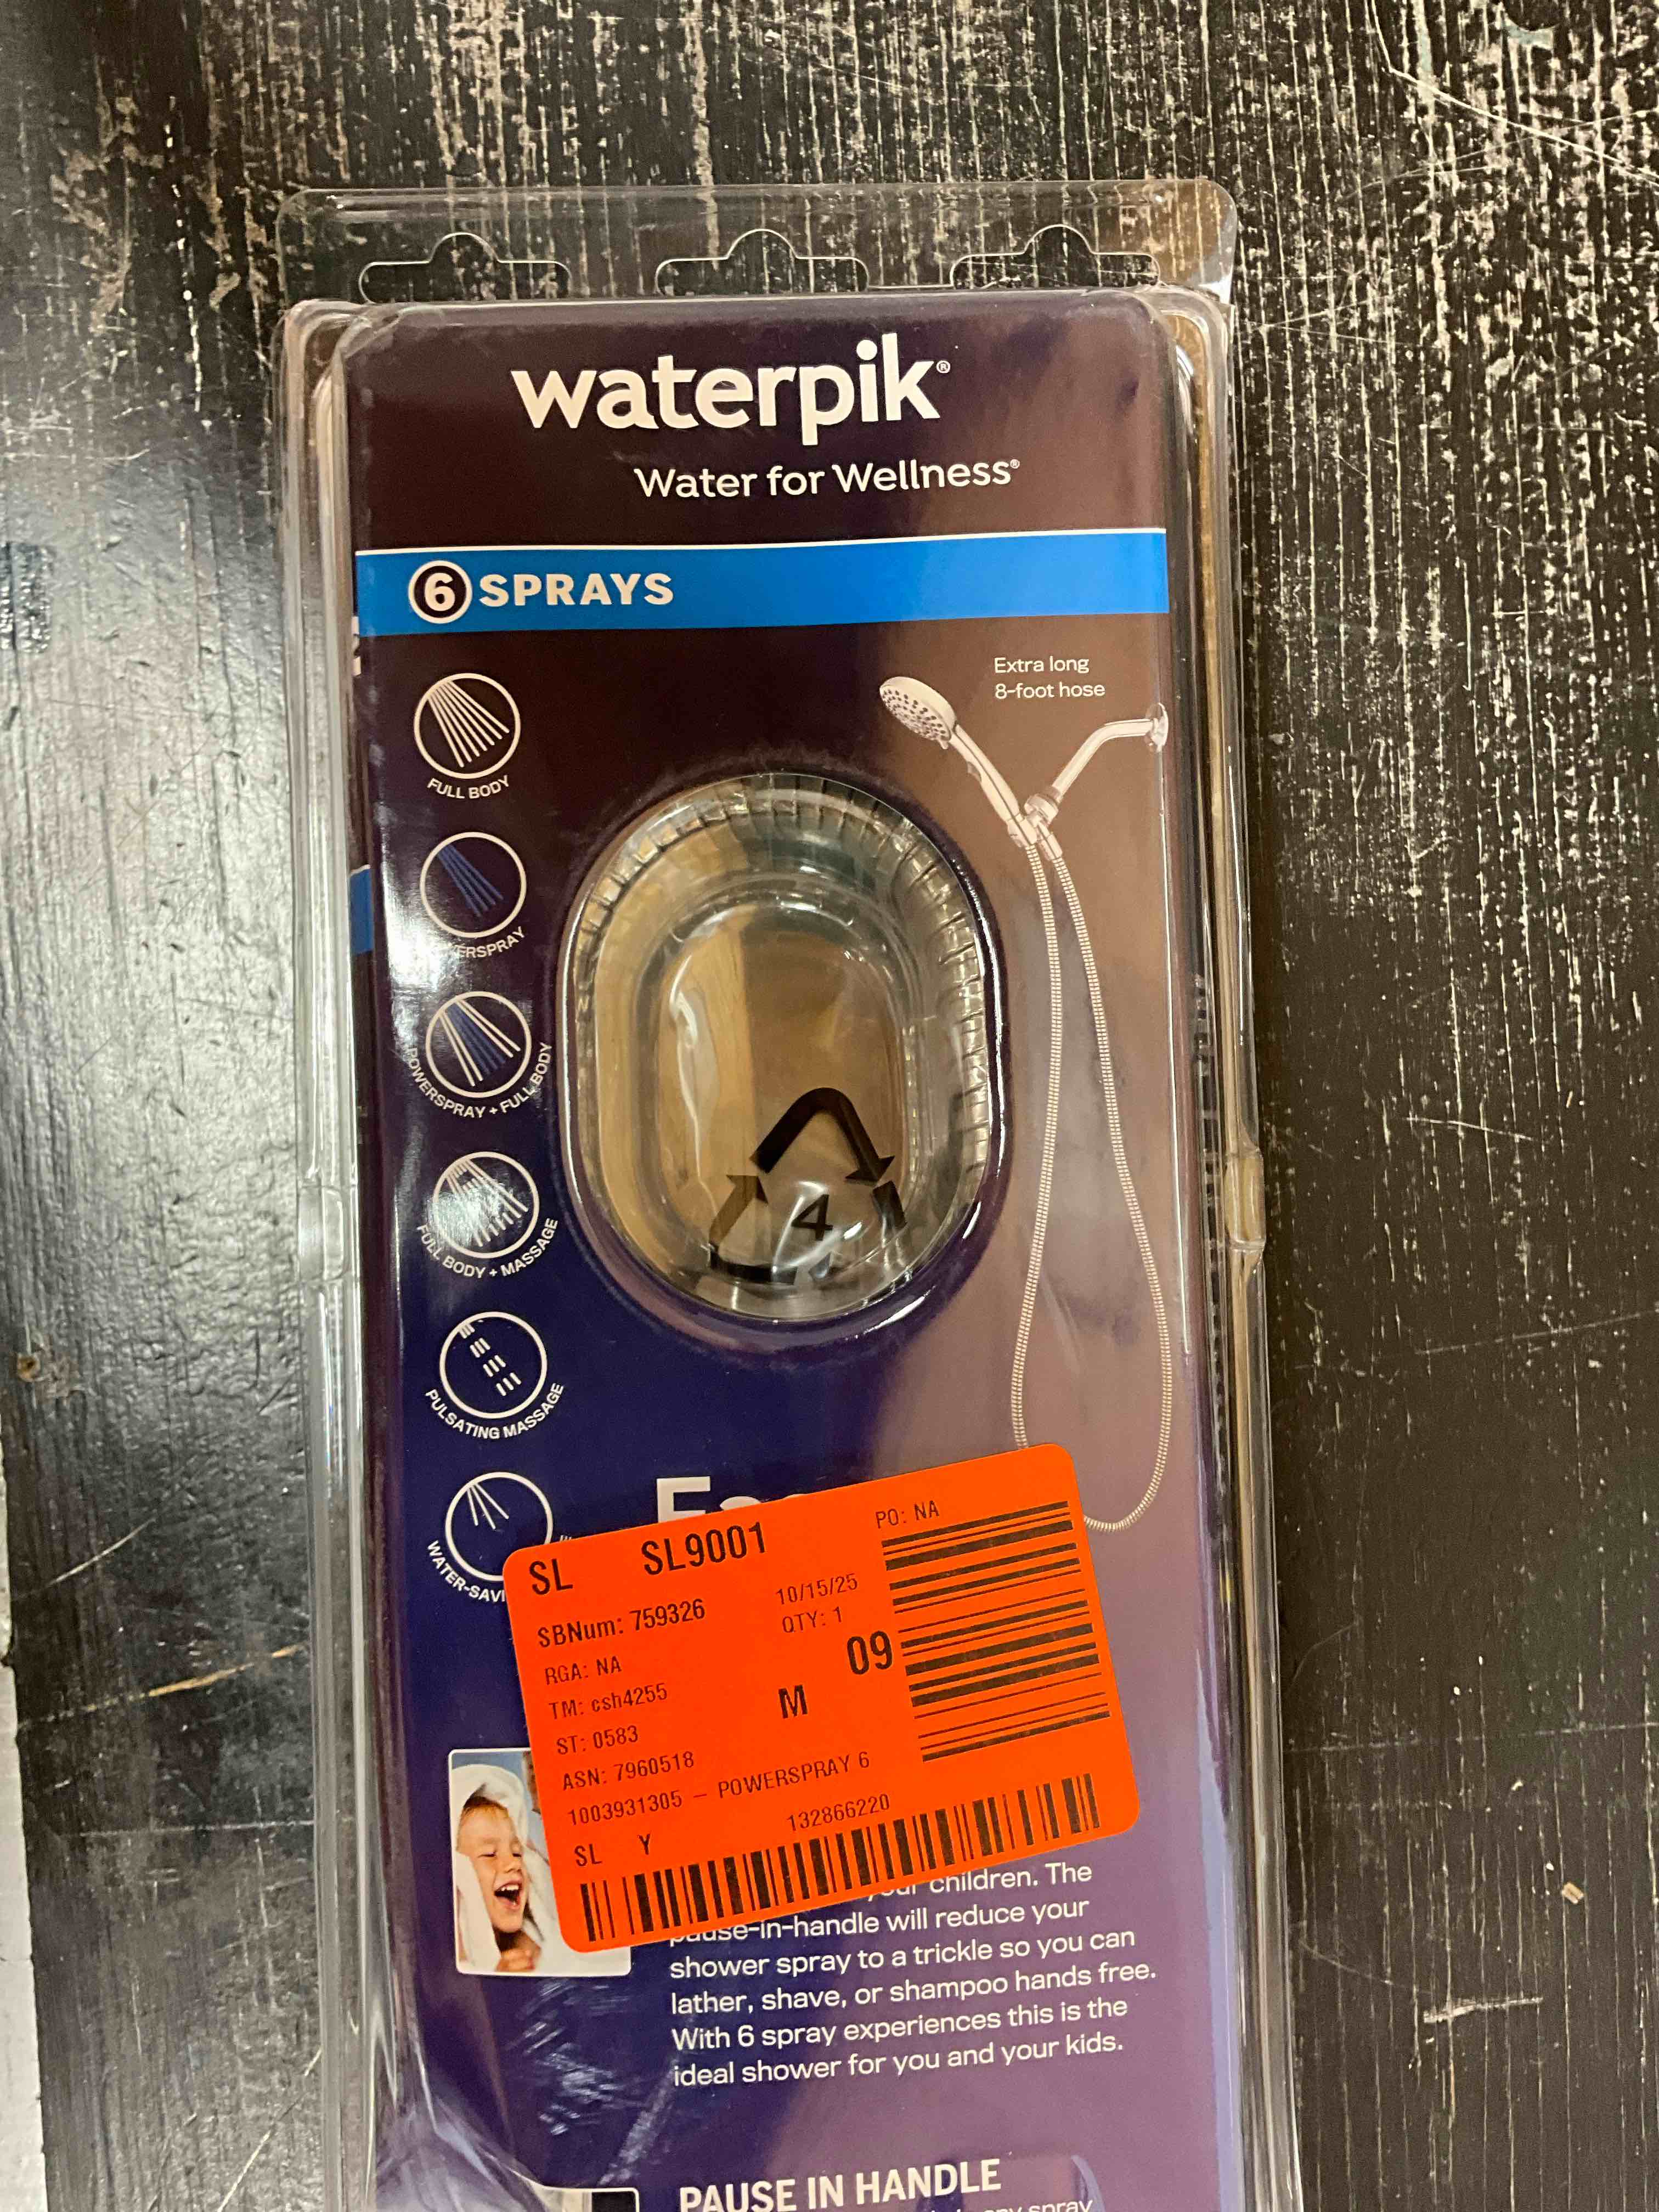 waterpik®
Water for Wellness®
6 SPRAYS
Extra long
8-foot hose
FULL BODY
POWERSPRAY + FULL BODY
FULL BODY + MASSAGE
PULSATING MASSAGE
4
SL SL9001 PO: NA
SBNum: 759326 10/15/25
RGA: NA QTY: 1
TM: csh4255 M 09
ST: 0583
ASN: 7960518
1003931305 – POWERSPRAY 6
SL Y 132866220
your children. The
pause-in-handle will reduce your
shower spray to a trickle so you can
lather, shave, or shampoo hands free.
With 6 spray experiences this is the
ideal shower for you and your kids.
PAUSE IN HANDLE
spray